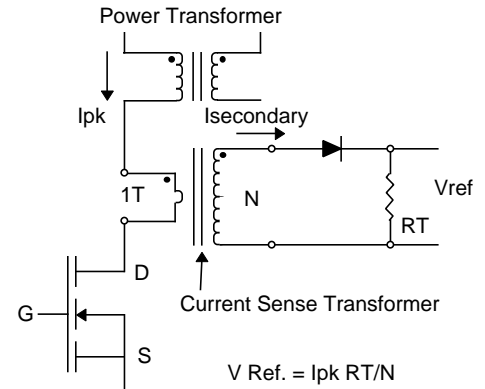 Power Transformer
Ipk
Isecondary
1T
N
Vref
RT
D
G
S
Current Sense Transformer
V Ref. = Ipk RT/N